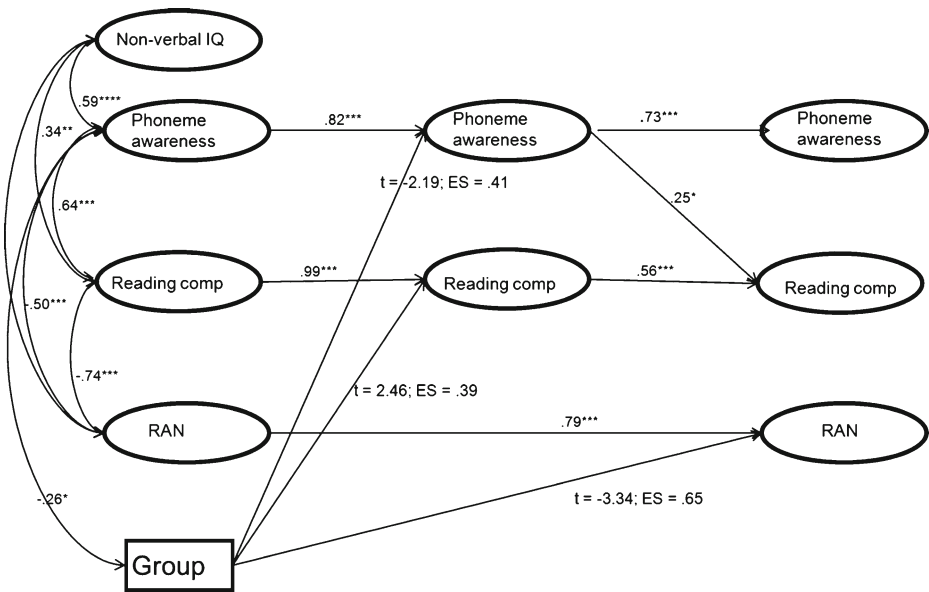 Non-verbal IQ
.59****
.34**
Phoneme
awareness
.82***
Phoneme
awareness
.73***
Phoneme
awareness
t = -2.19; ES = .41
.25*
.64***
Reading comp
.99***
Reading comp
.56***
Reading comp
-.50***
-.74***
t = 2.46; ES = .39
RAN
.79***
RAN
-.26*
t = -3.34; ES = .65
Group